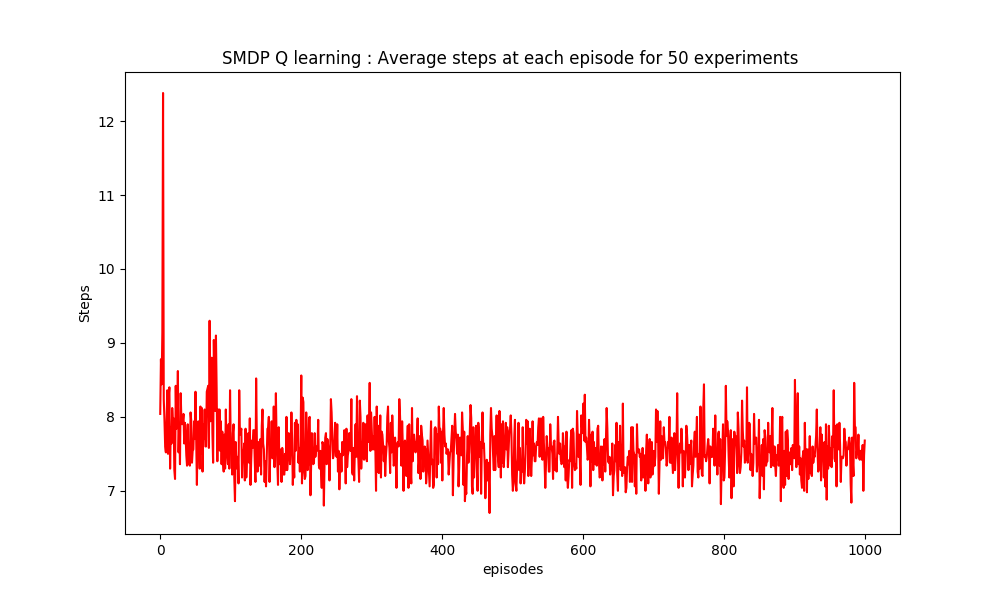 SMDP Q learning : Average steps at each episode for 50 experiments
12
11
10
9
8
7
Steps
0 200 400 600 800 1000
episodes